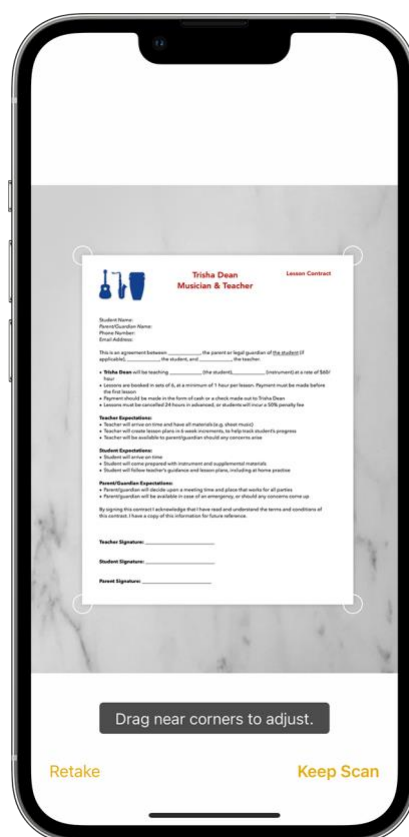 Trisha Dean
Musician & Teacher
Lesson Contract
Student Name:
Parent/Guardian Name:
Phone Number:
Email Address:
This is an agreement between ____________, the parent or legal guardian of the student (if
applicable), ____________, the student, and ____________, the teacher.
• Trisha Dean will be teaching ____________ (the student), ____________ (instrument) at a rate of $60/
hour
• Lessons are booked in sets of 6, at a minimum of 1 hour per lesson. Payment must be made before
the first lesson
• Payment should be made in the form of cash or a check made out to Trisha Dean
• Lessons must be cancelled 24 hours in advanced, or students will incur a 50% penalty fee
Teacher Expectations:
• Teacher will arrive on time and have all materials (e.g. sheet music)
• Teacher will create lesson plans in 6 week increments, to help track student's progress
• Teacher will be available to parent/guardian should any concerns arise
Student Expectations:
• Student will arrive on time
• Student will come prepared with instrument and supplemental materials
• Student will follow teacher's guidance and lesson plans, including at home practice
Parent/Guardian Expectations:
• Parent/guardian will decide upon a meeting time and place that works for all parties
• Parent/guardian will be available in case of an emergency, or should any concerns come up
By signing this contract I acknowledge that I have read and understand the terms and conditions of
this contract. I have a copy of this information for future reference.
Teacher Signature: ____________________
Student Signature: ____________________
Parent Signature: ____________________
Drag near corners to adjust.
Retake
Keep Scan